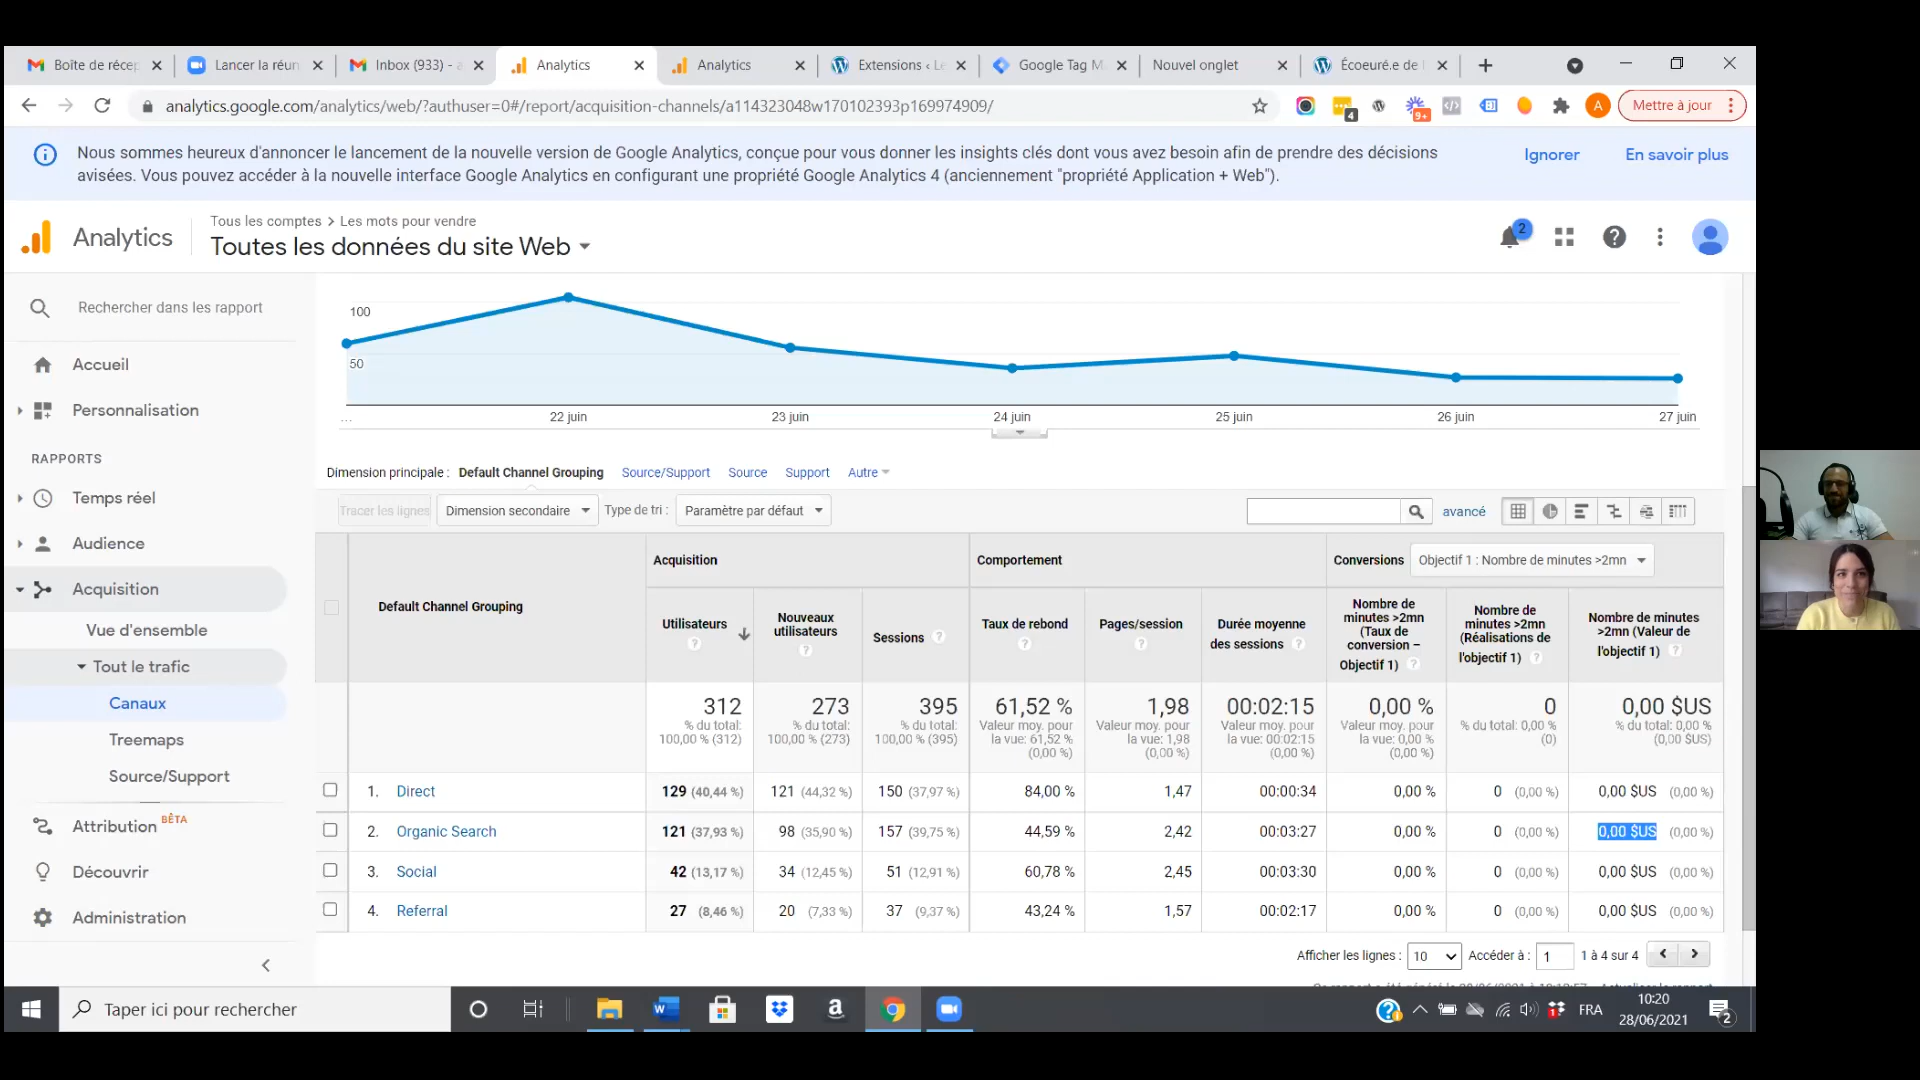 Boîte de récep
Lancer la réun
Inbox (933) - a
Analytics
Analytics
Extensions ‹ Le
Google Tag M
Nouvel onglet
Écoeuré.e de l
analytics.google.com/analytics/web/?authuser=0#/report/acquisition-channels/a114323048w170102393p169974909/
4
9+
A
Mettre à jour
Nous sommes heureux d'annoncer le lancement de la nouvelle version de Google Analytics, conçue pour vous donner les insights clés dont vous avez besoin afin de prendre des décisions
avisées. Vous pouvez accéder à la nouvelle interface Google Analytics en configurant une propriété Google Analytics 4 (anciennement "propriété Application + Web").
Ignorer
En savoir plus
Analytics
Tous les comptes > Les mots pour vendre
Toutes les données du site Web
2
Rechercher dans les rapport
Accueil
Personnalisation
RAPPORTS
Temps réel
Audience
Acquisition
Vue d'ensemble
Tout le trafic
Canaux
Treemaps
Source/Support
Attribution BÊTA
Découvrir
Administration
100
50
... 22 juin 23 juin 24 juin 25 juin 26 juin 27 juin
Dimension principale : Default Channel Grouping Source/Support Source Support Autre
Tracer les lignes Dimension secondaire Type de tri : Paramètre par défaut avancé
Default Channel Grouping
Acquisition
Comportement
Conversions Objectif 1 : Nombre de minutes >2mn
Utilisateurs ?
Nouveaux
utilisateurs
?
Sessions ?
Taux de rebond
?
Pages/session
?
Durée moyenne
des sessions ?
Nombre de
minutes >2mn
(Taux de
conversion –
Objectif 1) ?
Nombre de
minutes >2mn
(Réalisations de
l'objectif 1) ?
Nombre de minutes
>2mn (Valeur de
l'objectif 1) ?
312
% du total:
100,00 % (312)
273
% du total:
100,00 % (273)
395
% du total:
100,00 % (395)
61,52 %
Valeur moy. pour
la vue: 61,52 %
(0,00 %)
1,98
Valeur moy. pour
la vue: 1,98
(0,00 %)
00:02:15
Valeur moy. pour
la vue: 00:02:15
(0,00 %)
0,00 %
Valeur moy. pour
la vue: 0,00 %
(0,00 %)
0
% du total: 0,00 %
(0)
0,00 $US
% du total: 0,00 %
(0,00 $US)
1. Direct 129 (40,44 %) 121 (44,32 %) 150 (37,97 %) 84,00 % 1,47 00:00:34 0,00 % 0 (0,00 %) 0,00 $US (0,00 %)
2. Organic Search 121 (37,93 %) 98 (35,90 %) 157 (39,75 %) 44,59 % 2,42 00:03:27 0,00 % 0 (0,00 %) 0,00 $US (0,00 %)
3. Social 42 (13,17 %) 34 (12,45 %) 51 (12,91 %) 60,78 % 2,45 00:03:30 0,00 % 0 (0,00 %) 0,00 $US (0,00 %)
4. Referral 27 (8,46 %) 20 (7,33 %) 37 (9,37 %) 43,24 % 1,57 00:02:17 0,00 % 0 (0,00 %) 0,00 $US (0,00 %)
Afficher les lignes : 10 Accéder à : 1 1 à 4 sur 4
Taper ici pour rechercher
FRA
10:20
28/06/2021
2